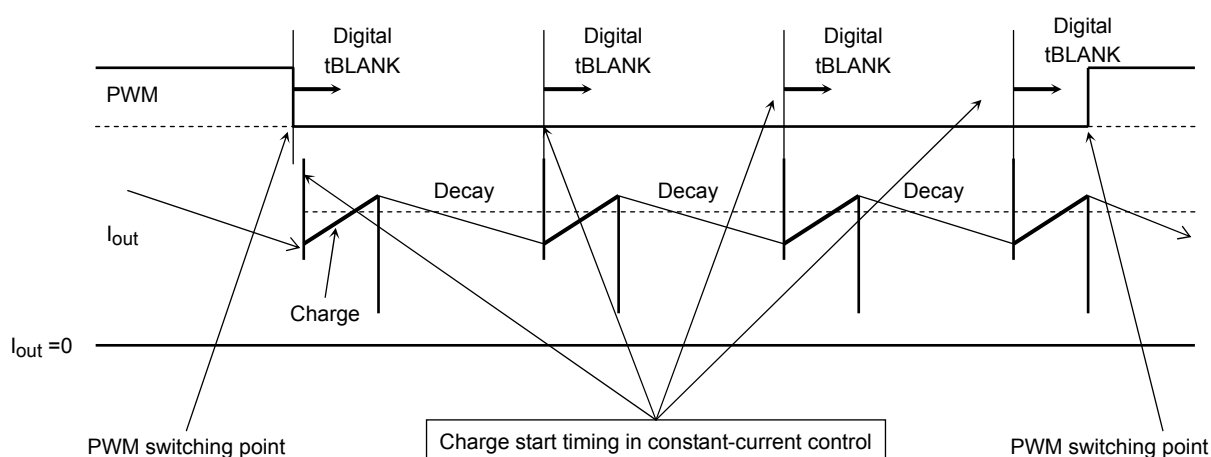 Digital
tBLANK
Digital
tBLANK
Digital
tBLANK
Digital
tBLANK
PWM
Decay
Decay
Decay
Iout
Charge
Iout =0
PWM switching point
Charge start timing in constant-current control
PWM switching point